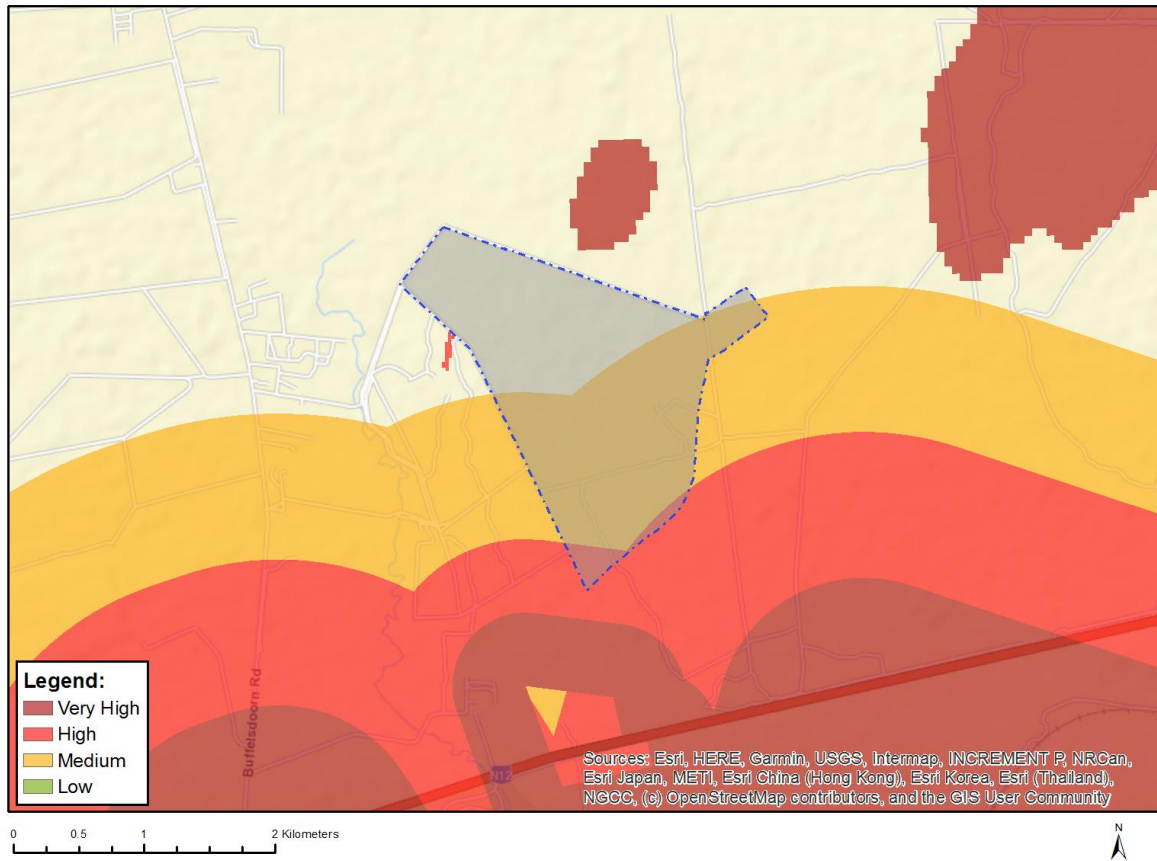 Buffelsdoorn Rd
N12
Legend:
Very High
High
Medium
Low
Sources: Esri, HERE, Garmin, USGS, Intermap, INCREMENT P, NRCan,
Esri Japan, METI, Esri China (Hong Kong), Esri Korea, Esri (Thailand),
NGCC, (c) OpenStreetMap contributors, and the GIS User Community
0 0.5 1 2 Kilometers
N